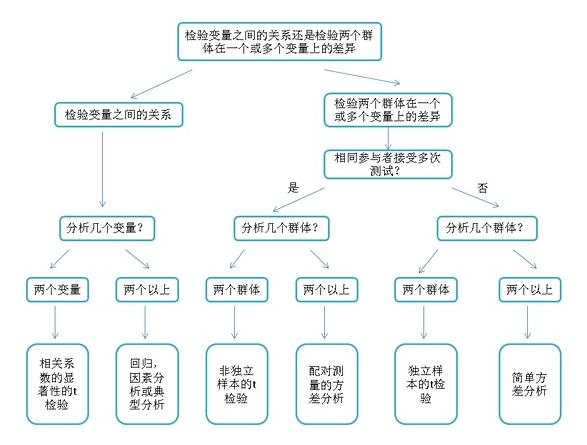 检验变量之间的关系还是检验两个群
体在一个或多个变量上的差异
检验变量之间的关系
检验两个群体在一个
或多个变量上的差异
相同参与者接受多次
测试？
是
否
分析几个变量？
分析几个群体？
分析几个群体？
两个变量
两个以上
两个群体
两个以上
两个群体
两个以上
相关系
数的显
著性的t
检验
回归，
因素分
析或典
型分析
非独立
样本的t
检验
配对测
量的方
差分析
独立样
本的t检
验
简单方
差分析